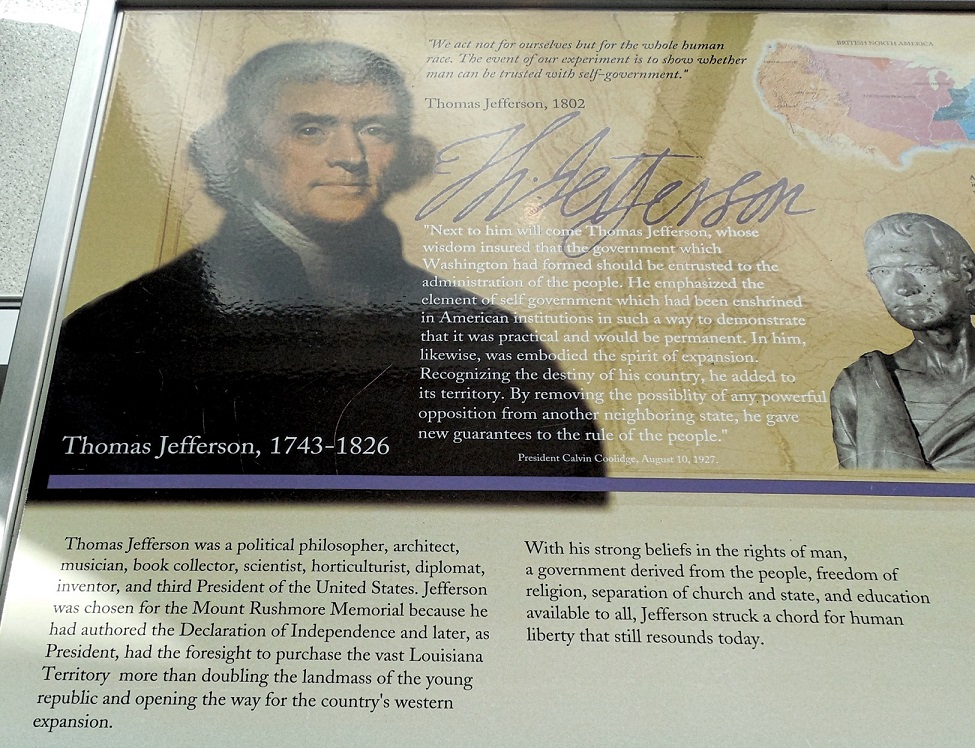 "We act not for ourselves but for the whole human
race. The event of our experiment is to show whether
man can be trusted with self-government."
Thomas Jefferson, 1802
BRITISH NORTH AMERICA
Th. Jefferson
"Next to him will come Thomas Jefferson, whose
wisdom insured that the government which
Washington had formed should be entrusted to the
administration of the people. He emphasized the
element of self government which had been enshrined
in American institutions in such a way to demonstrate
that it was practical and would be permanent. In him,
likewise, was embodied the spirit of expansion.
Recognizing the destiny of his country, he added to
its territory. By removing the possiblity of any powerful
opposition from another neighboring state, he gave
new guarantees to the rule of the people."
President Calvin Coolidge, August 10, 1927.
Thomas Jefferson, 1743-1826
Thomas Jefferson was a political philosopher, architect,
musician, book collector, scientist, horticulturist, diplomat,
inventor, and third President of the United States. Jefferson
was chosen for the Mount Rushmore Memorial because he
had authored the Declaration of Independence and later, as
President, had the foresight to purchase the vast Louisiana
Territory more than doubling the landmass of the young
republic and opening the way for the country's western
expansion.
With his strong beliefs in the rights of man,
a government derived from the people, freedom of
religion, separation of church and state, and education
available to all, Jefferson struck a chord for human
liberty that still resounds today.